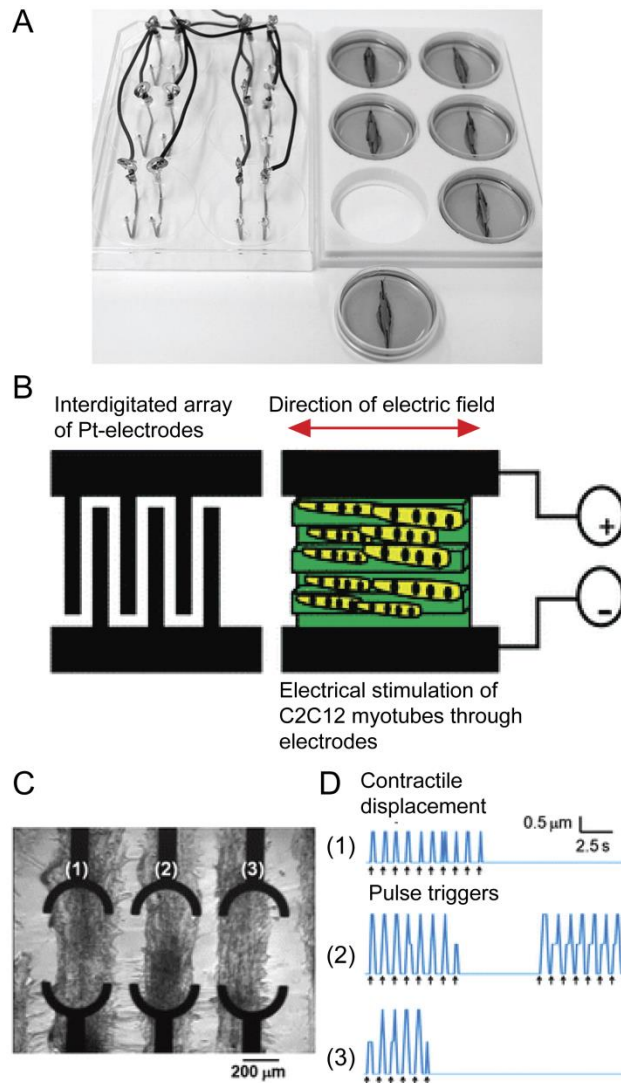 A
B
Interdigitated array
of Pt-electrodes
Direction of electric field
+
-
Electrical stimulation of
C2C12 myotubes through
electrodes
C
(1)
(2)
(3)
200 μm
D
Contractile
displacement
0.5 μm
2.5 s
(1)
Pulse triggers
(2)
(3)